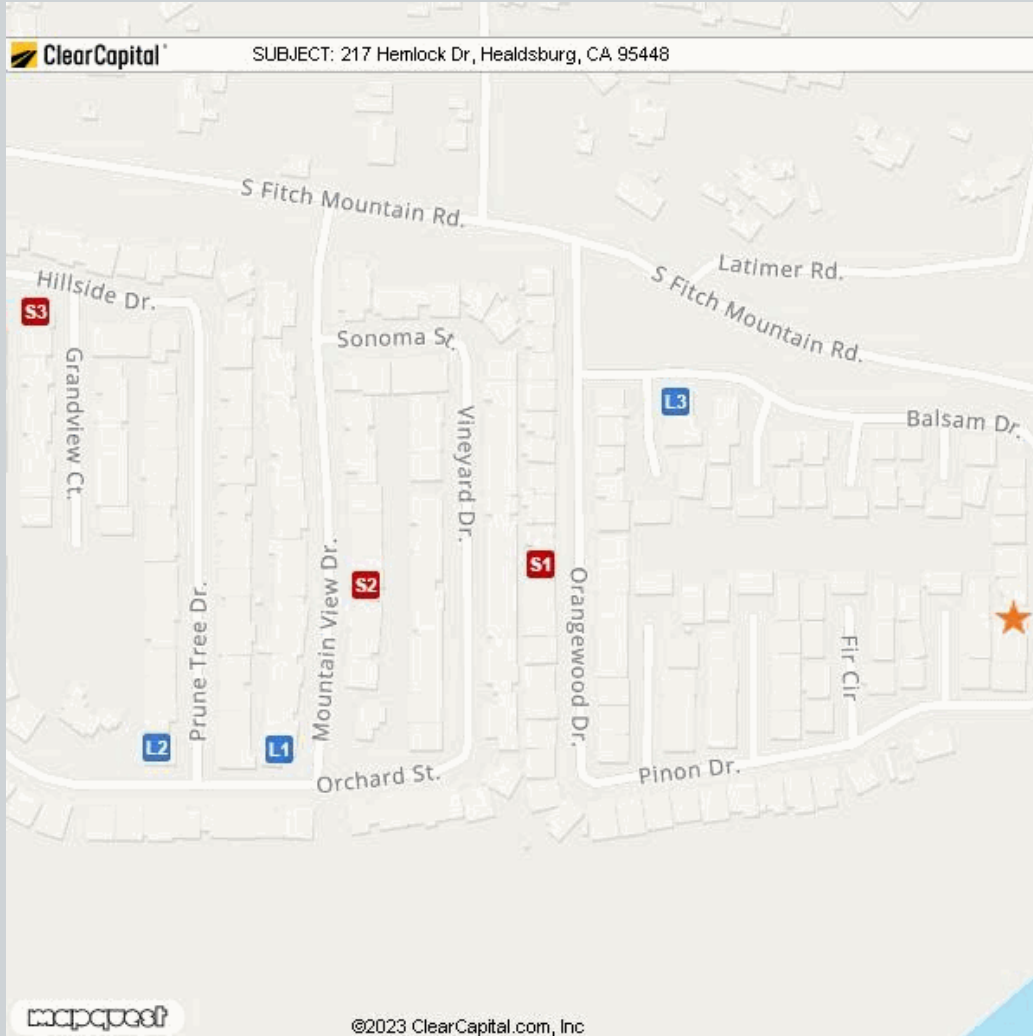 ClearCapital
SUBJECT: 217 Hemlock Dr, Healdsburg, CA 95448
S Fitch Mountain Rd.
Latimer Rd.
S Fitch Mountain Rd.
Hillside Dr.
S3
Sonoma St.
Grandview Ct.
L3
Vineyard Dr.
Balsam Dr.
S1
S2
Mountain View Dr.
Orangewood Dr.
Prune Tree Dr.
Fir Cir
L2
L1
Orchard St.
Pinon Dr.
mapquest
©2023 ClearCapital.com, Inc